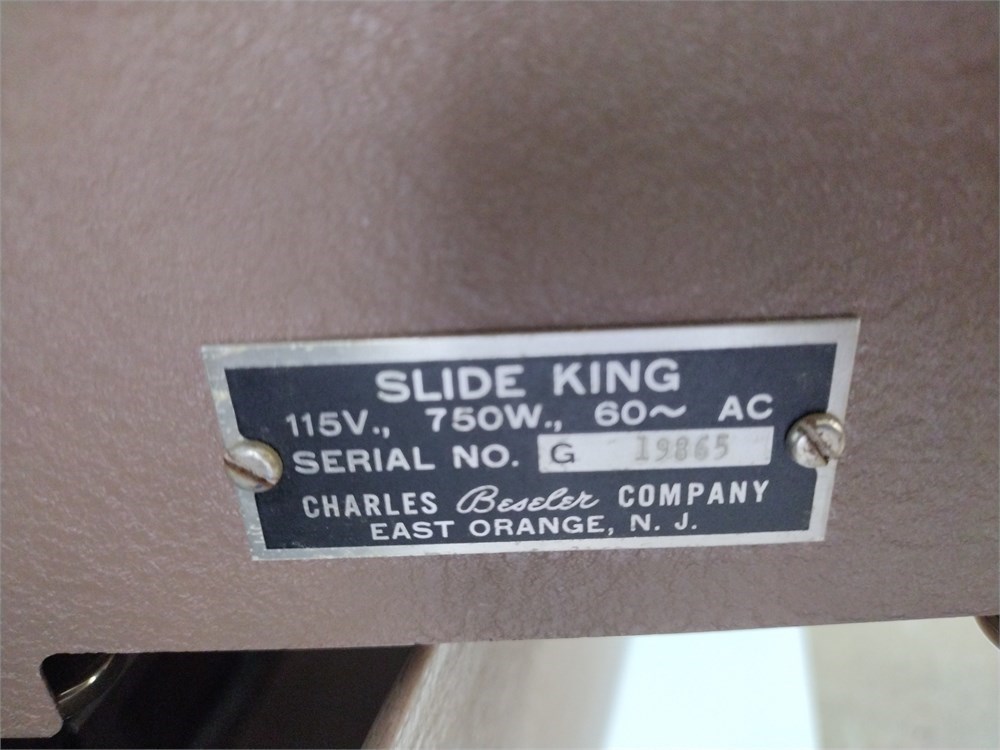 SLIDE KING
115V., 750W., 60~ AC
SERIAL NO. G 19865
CHARLES Beseler COMPANY
EAST ORANGE, N. J.